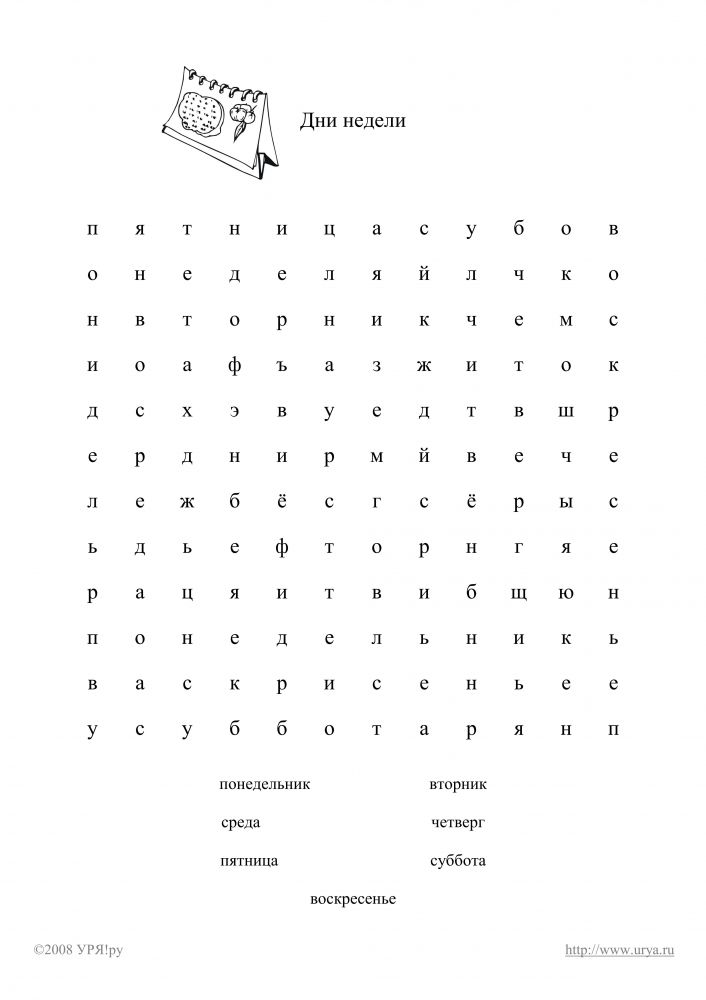 Дни недели
п я т н и ц а с у б о в
о н е д е л я й л ч к о
н в т о р н и к ч е м с
и о а ф ъ а з ж и т о к
д с х э в у е д т в ш р
е р д н и р м й в е ч е
л е ж б ё с г с ё р ы с
ь д ь е ф т о р н г я е
р а ц я и т в и б щ ю н
п о н е д е л ь н и к ь
в а с к р и с е н ь е е
у с у б б о т а р я н п
понедельник вторник
среда четверг
пятница суббота
воскресенье
©2008 УРЯ!ру http://www.urya.ru